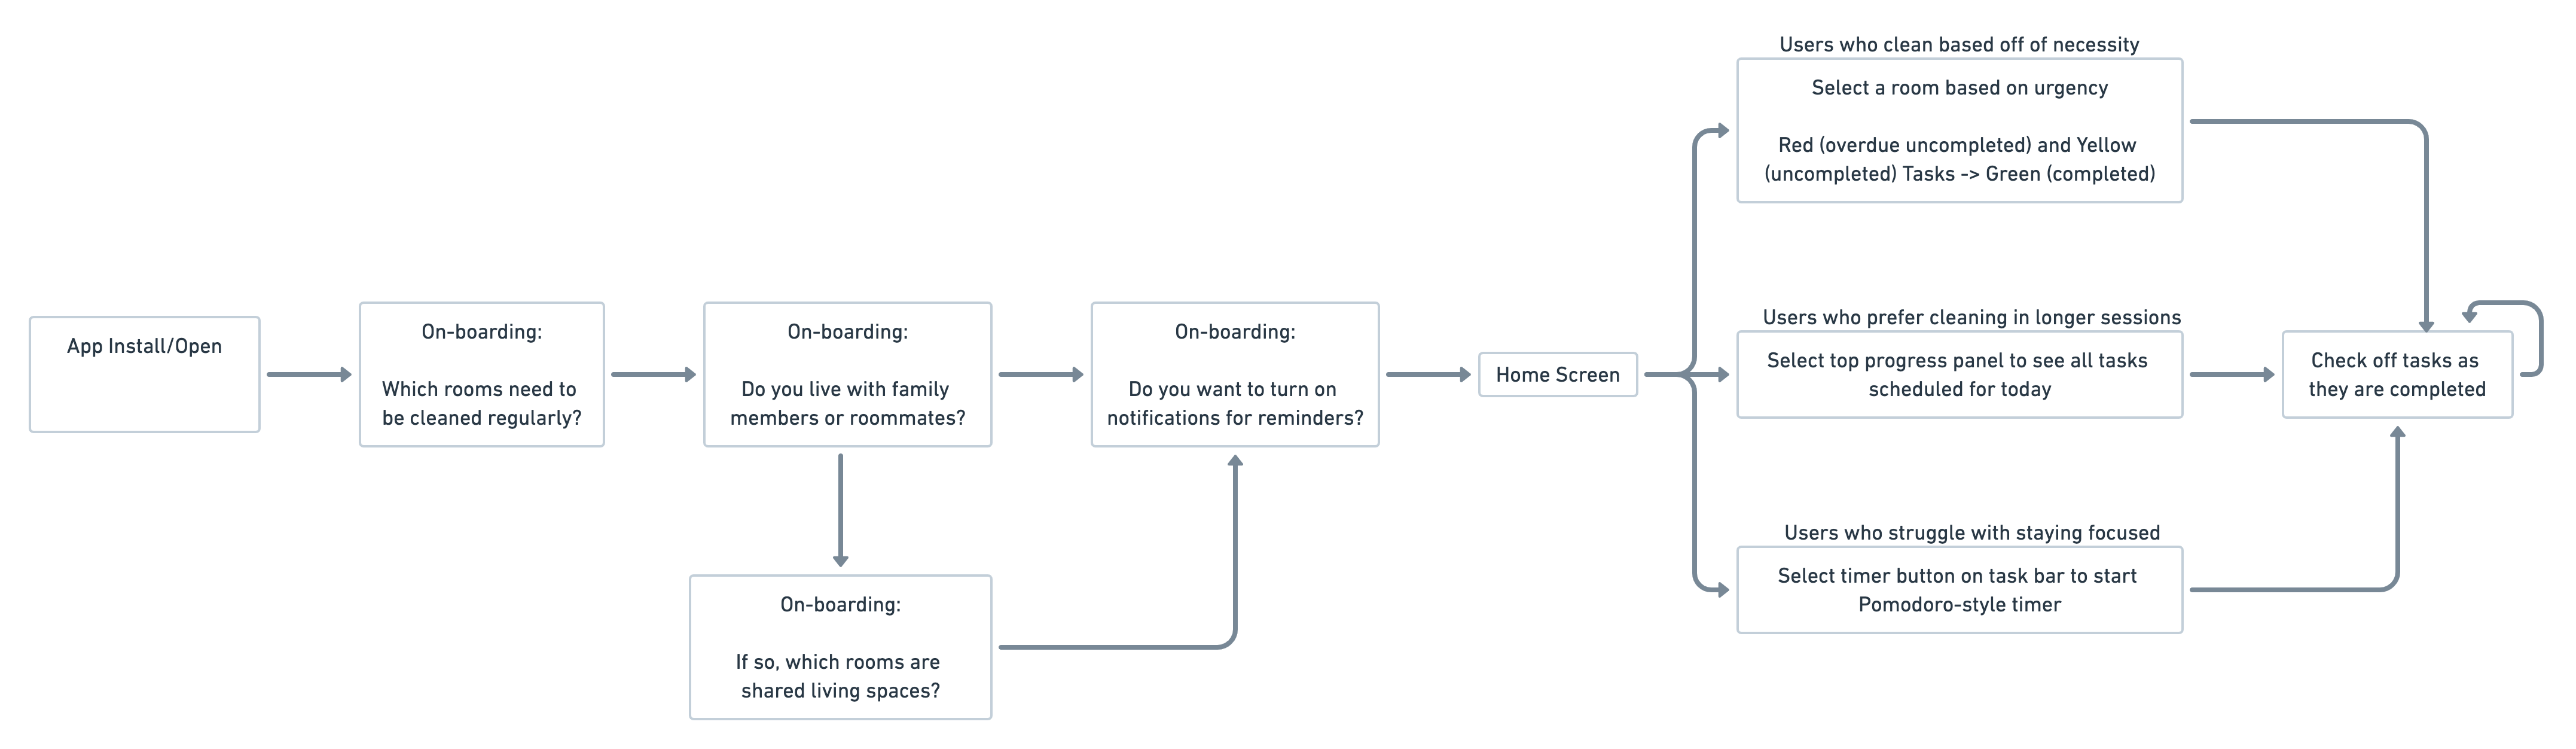 App Install/Open
On-boarding:
Which rooms need to
be cleaned regularly?
On-boarding:
Do you live with family
members or roommates?
On-boarding:
If so, which rooms are
shared living spaces?
On-boarding:
Do you want to turn on
notifications for reminders?
Home Screen
Users who clean based off of necessity
Select a room based on urgency
Red (overdue uncompleted) and Yellow
(uncompleted) Tasks -> Green (completed)
Users who prefer cleaning in longer sessions
Select top progress panel to see all tasks
scheduled for today
Users who struggle with staying focused
Select timer button on task bar to start
Pomodoro-style timer
Check off tasks as
they are completed